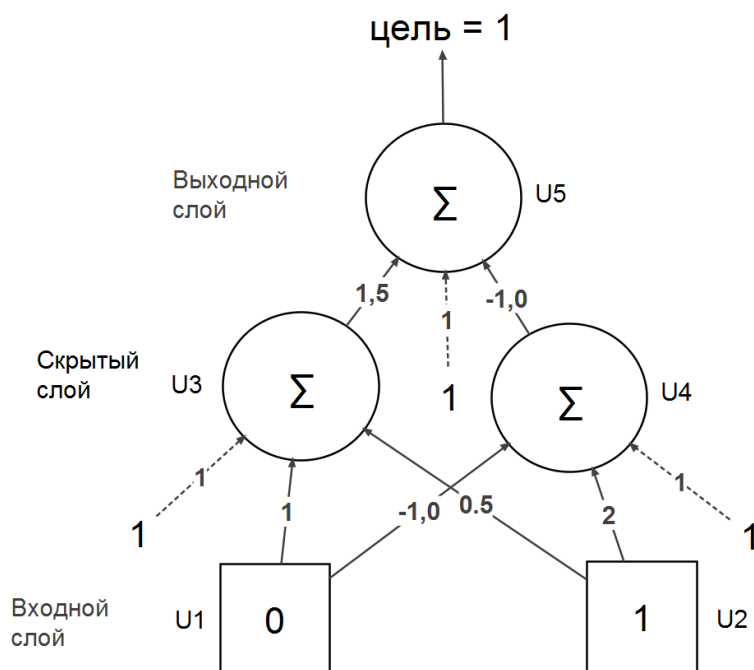 цель = 1
Выходной
слой
Σ
U5
1,5
1
-1,0
Скрытый
слой
U3
Σ
1
Σ
U4
1
1
1
-1,0
0.5
2
1
1
Входной
слой
U1
0
1
U2